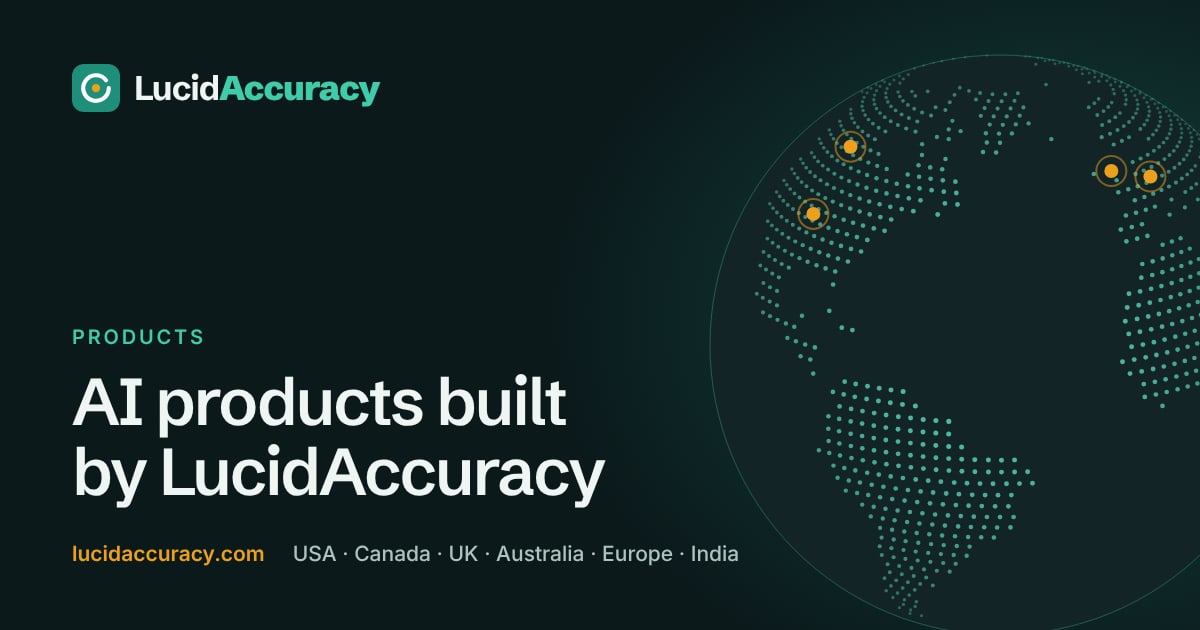 LucidAccuracy
PRODUCTS
AI products built
by LucidAccuracy
lucidaccuracy.com USA · Canada · UK · Australia · Europe · India